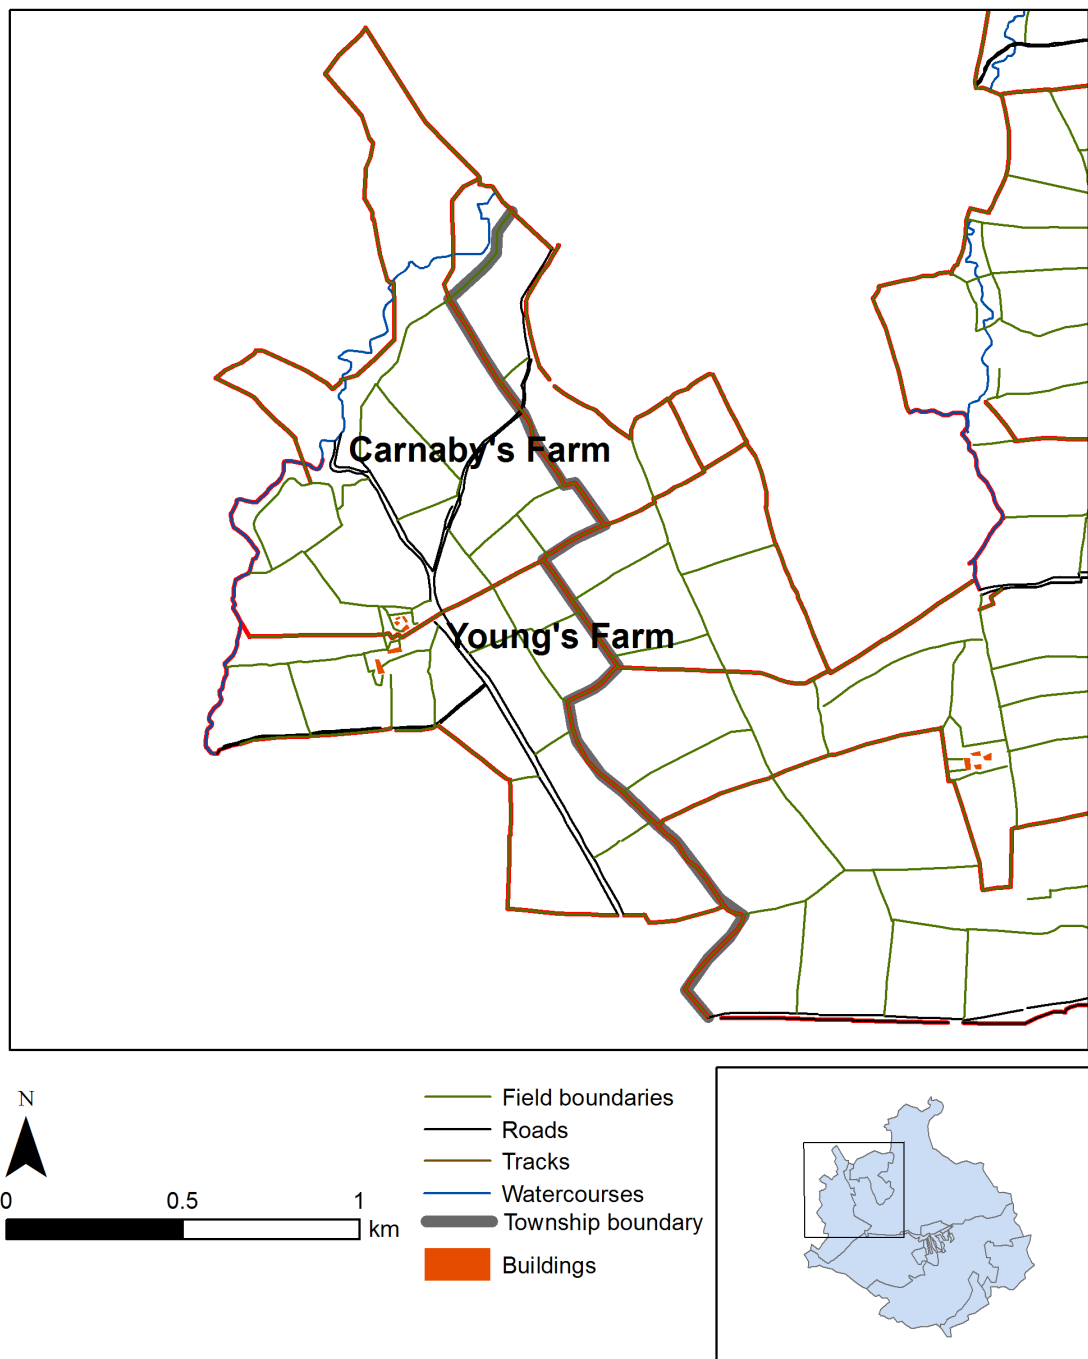 Carnaby's Farm
Young's Farm
N
0 0.5 1
km
Field boundaries
Roads
Tracks
Watercourses
Township boundary
Buildings